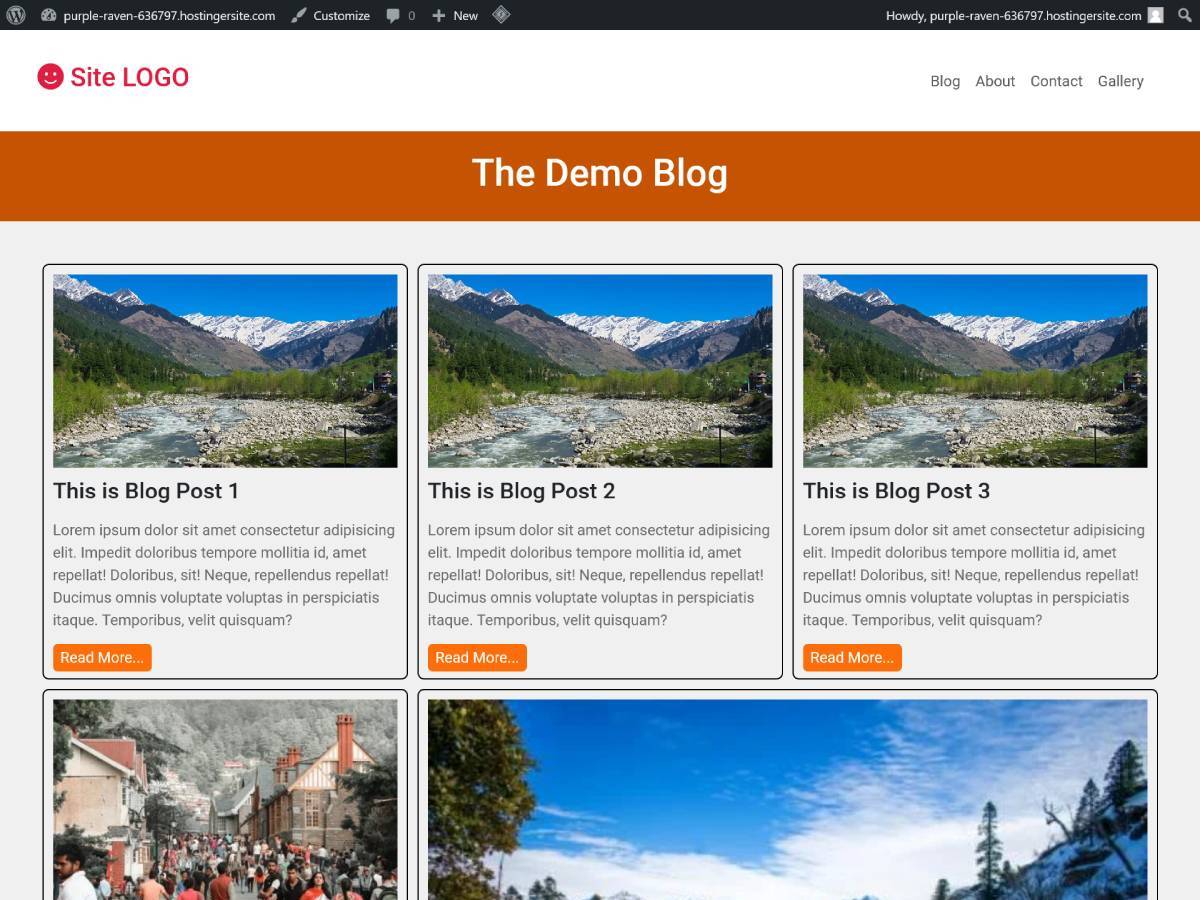 purple-raven-636797.hostingersite.com Customize 0 New Howdy, purple-raven-636797.hostingersite.com
Site LOGO
Blog About Contact Gallery
The Demo Blog
This is Blog Post 1
Lorem ipsum dolor sit amet consectetur adipisicing
elit. Impedit doloribus tempore mollitia id, amet
repellat! Doloribus, sit! Neque, repellendus repellat!
Ducimus omnis voluptate voluptas in perspiciatis
itaque. Temporibus, velit quisquam?
Read More...
This is Blog Post 2
Lorem ipsum dolor sit amet consectetur adipisicing
elit. Impedit doloribus tempore mollitia id, amet
repellat! Doloribus, sit! Neque, repellendus repellat!
Ducimus omnis voluptate voluptas in perspiciatis
itaque. Temporibus, velit quisquam?
Read More...
This is Blog Post 3
Lorem ipsum dolor sit amet consectetur adipisicing
elit. Impedit doloribus tempore mollitia id, amet
repellat! Doloribus, sit! Neque, repellendus repellat!
Ducimus omnis voluptate voluptas in perspiciatis
itaque. Temporibus, velit quisquam?
Read More...